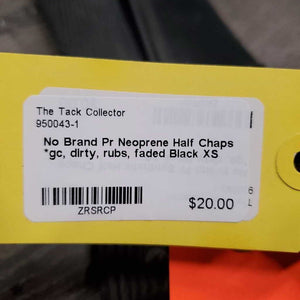 The Tack Collector
950043-1
No Brand Pr Neoprene Half Chaps
*gc, dirty, rubs, faded Black XS
ZRSRCP
$20.00
6
L